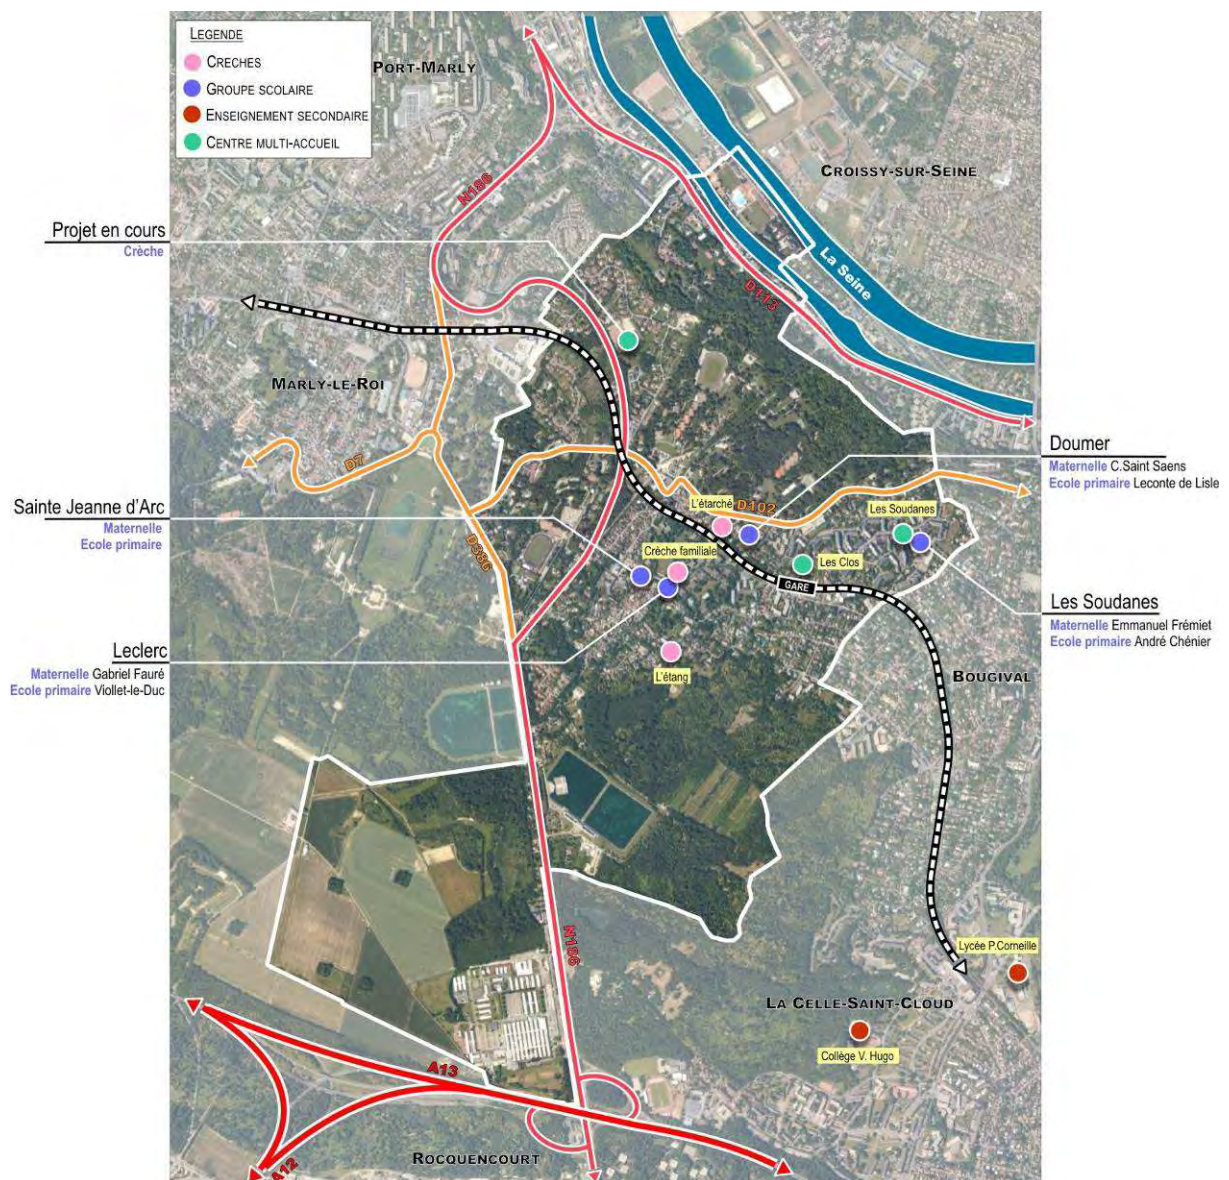 LEGENDE
CRECHES
GROUPE SCOLAIRE
ENSEIGNEMENT SECONDAIRE
CENTRE MULTI-ACCUEIL
PORT-MARLY
CROISSY-SUR-SEINE
N186
Projet en cours
Crèche
La Seine
D113
MARLY-LE-ROI
D7
Doumer
Maternelle C.Saint Saens
Ecole primaire Leconte de Lisle
Sainte Jeanne d'Arc
Maternelle
Ecole primaire
L'étarché
D102
Les Soudanes
D386
Crèche familiale
Les Clos
GARE
Les Soudanes
Maternelle Emmanuel Frémiet
Ecole primaire André Chénier
Leclerc
Maternelle Gabriel Fauré
Ecole primaire Viollet-le-Duc
L'étang
BOUGIVAL
N186
Lycée P.Corneille
LA CELLE-SAINT-CLOUD
Collège V. Hugo
A13
ROCQUENCOURT
A12